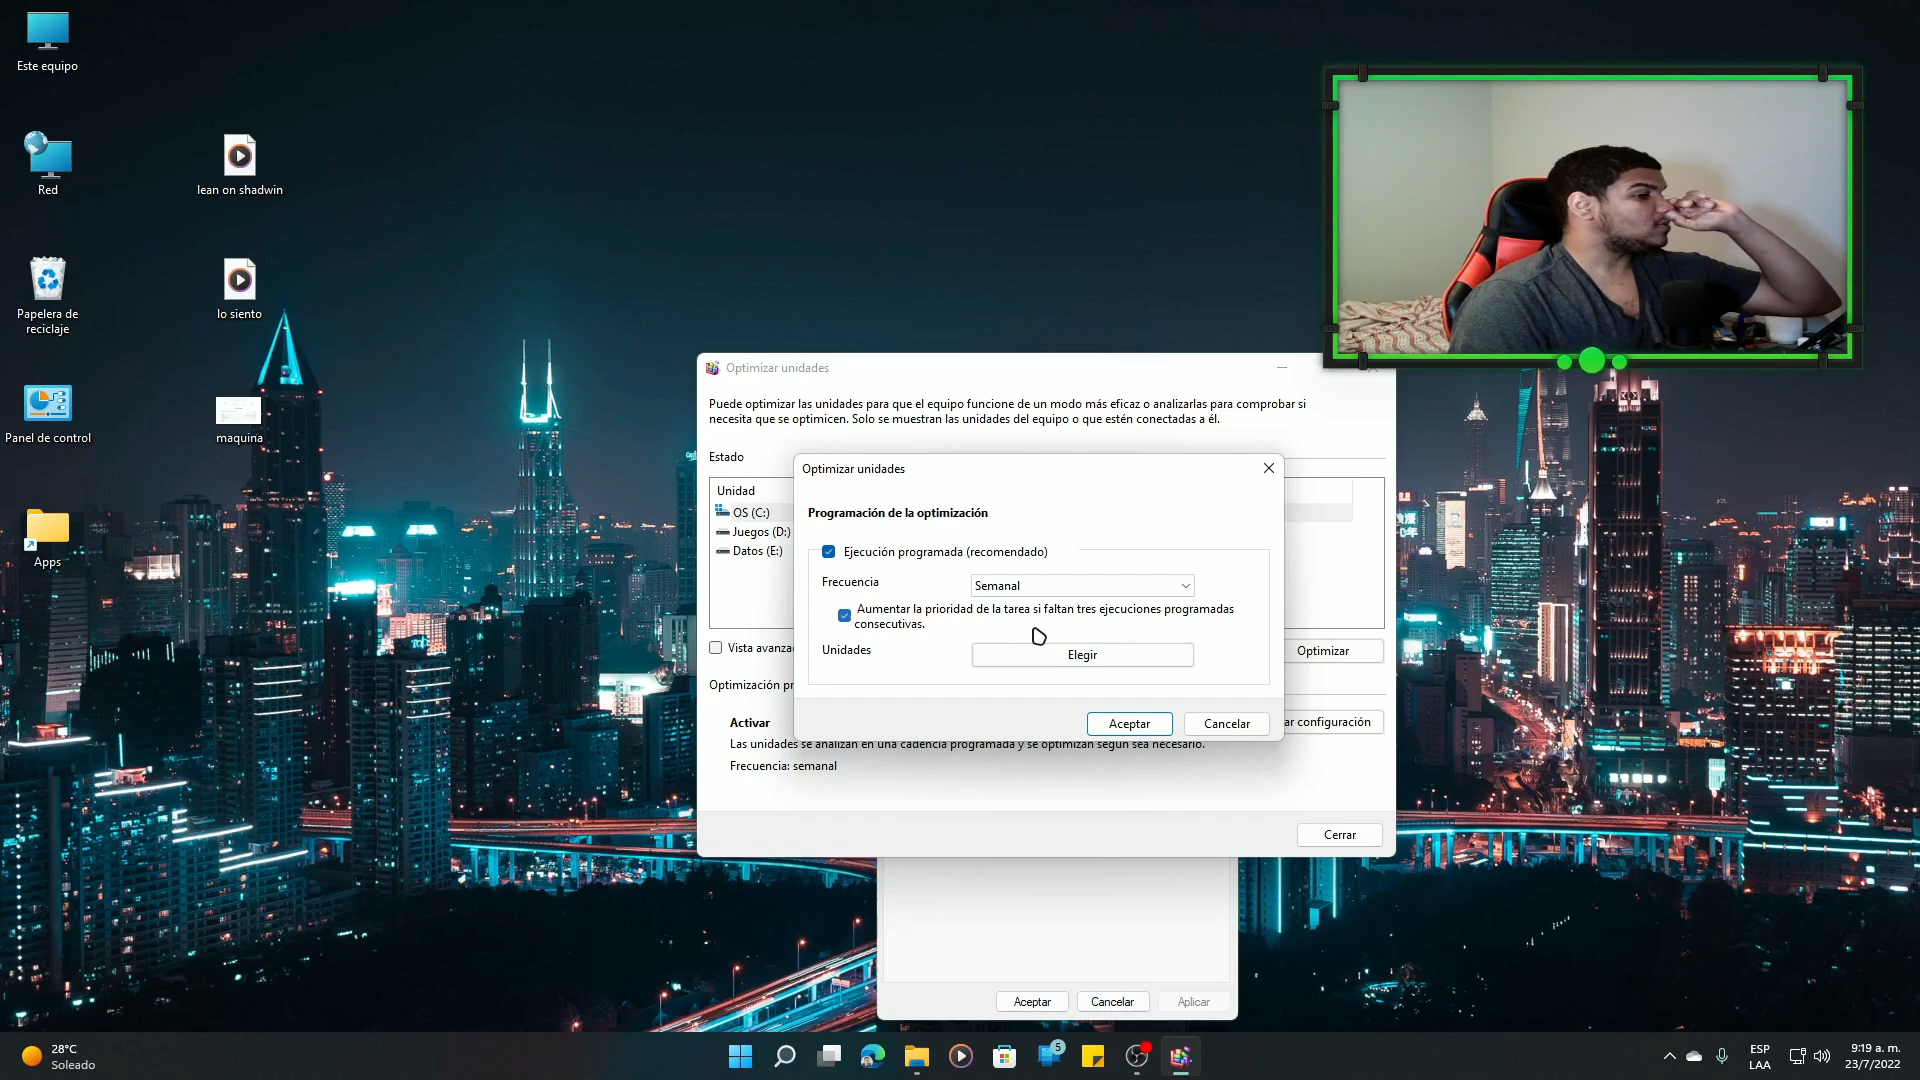 Este equipo
Red
lean on shadwin
Papelera de
reciclaje
lo siento
Panel de control
maquina
Apps
Optimizar unidades
Puede optimizar las unidades para que el equipo funcione de un modo más eficaz o analizarlas para comprobar si
necesita que se optimicen. Solo se muestran las unidades del equipo o que estén conectadas a él.
Estado
Unidad
OS (C:)
Juegos (D:)
Datos (E:)
Vista avanza
Optimizar
Optimización pr
Activar
ar configuración
Las unidades se analizan en una cadencia programada y se optimizan según sea necesario.
Frecuencia: semanal
Cerrar
Optimizar unidades
Programación de la optimización
Ejecución programada (recomendado)
Frecuencia
Semanal
Aumentar la prioridad de la tarea si faltan tres ejecuciones programadas
consecutivas.
Unidades
Elegir
Aceptar
Cancelar
Aceptar
Cancelar
Aplicar
28°C
Soleado
5
ESP
LAA
9:19 a. m.
23/7/2022